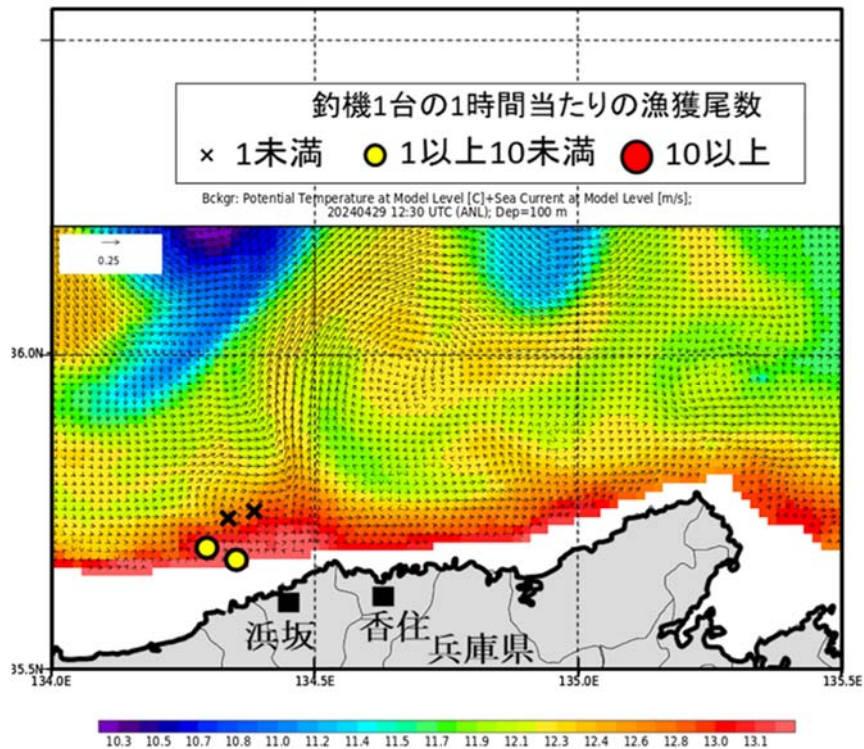 釣機1台の1時間当たりの漁獲尾数
× 1未満 1以上10未満 10以上
Bckgr: Potential Temperature at Model Level [C]+Sea Current at Model Level [m/s];
20240429 12:30 UTC (ANL); Dep=100 m
0.25
36.0N
浜坂
香住
兵庫県
35.5N
134.0E 134.5E 135.0E 135.5E
10.3 10.5 10.7 10.8 11.0 11.2 11.4 11.5 11.7 11.9 12.1 12.3 12.4 12.6 12.8 13.0 13.1